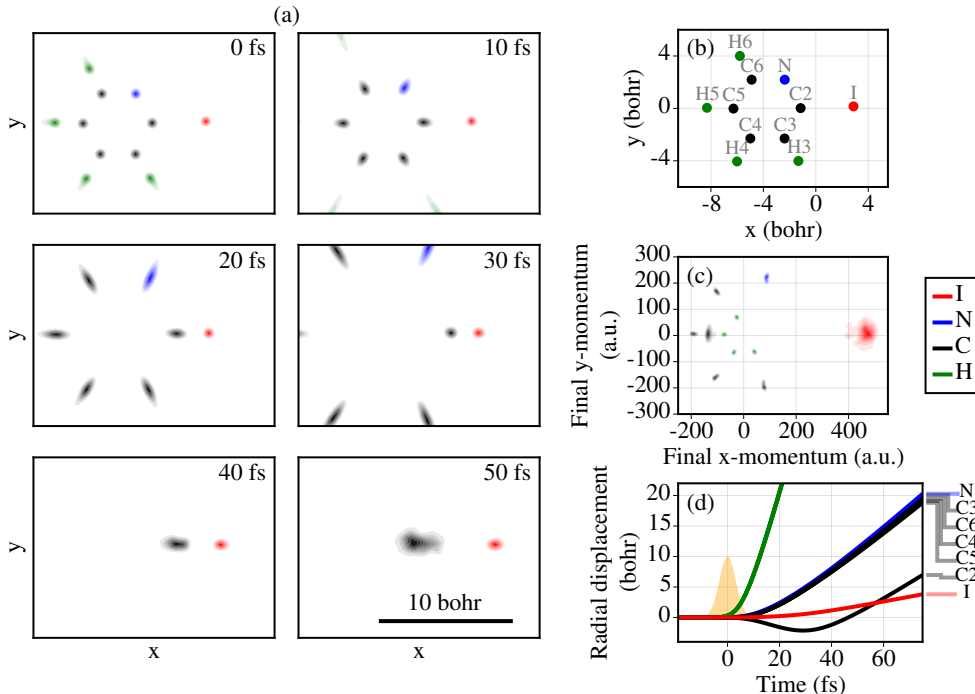 (a)
0 fs
10 fs
y
20 fs
30 fs
y
40 fs
50 fs
y
10 bohr
x
x
(b)
H6
C6
N
I
H5
C5
C2
C4
C3
H4
H3
4
0
-4
y (bohr)
-8
-4
0
4
x (bohr)
(c)
300
200
100
0
-100
-200
-300
Final y-momentum
(a.u.)
-200
0
200
400
Final x-momentum (a.u.)
I
N
C
H
(d)
20
15
10
5
0
Radial displacement
(bohr)
0
20
40
60
Time (fs)
N
C3
C6
C4
C5
C2
I